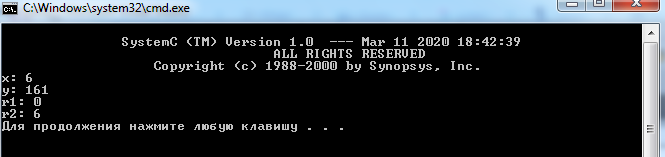 C:\Windows\system32\cmd.exe
SystemC (TM) Version 1.0 --- Mar 11 2020 18:42:39
ALL RIGHTS RESERVED
Copyright (c) 1988-2000 by Synopsys, Inc.
x: 6
y: 161
r1: 0
r2: 6
Для продолжения нажмите любую клавишу . . .